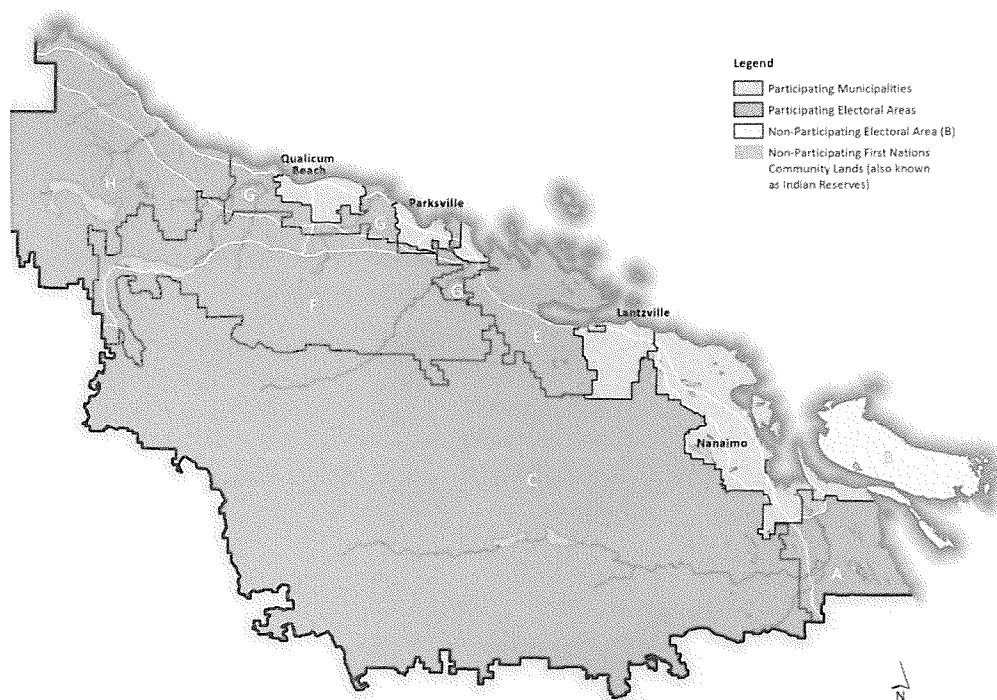 Legend
Participating Municipalities
Participating Electoral Areas
Non-Participating Electoral Area (B)
Non-Participating First Nations
Community Lands (also known
as Indian Reserves)
Qualicum
Beach
H
G
Parksville
G
G
F
Lantzville
E
Nanaimo
B
C
A
N